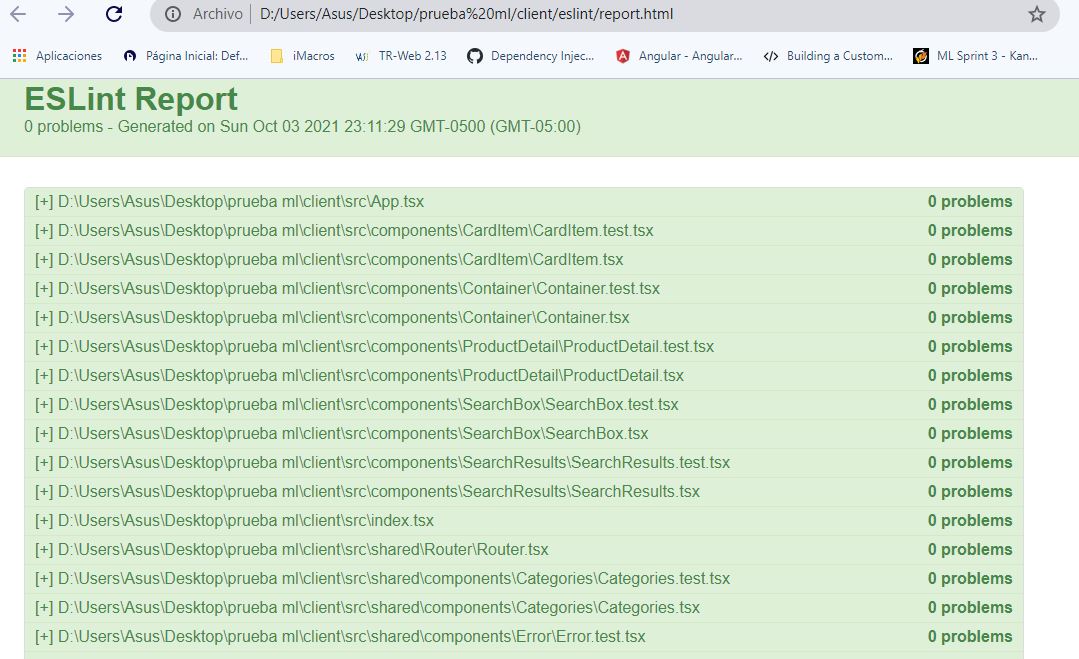 Archivo D:/Users/Asus/Desktop/prueba%20ml/client/eslint/report.html
Aplicaciones Página Inicial: Def... iMacros TR-Web 2.13 Dependency Injec... Angular - Angular... Building a Custom... ML Sprint 3 - Kan...
ESLint Report
0 problems - Generated on Sun Oct 03 2021 23:11:29 GMT-0500 (GMT-05:00)
[+] D:\Users\Asus\Desktop\prueba ml\client\src\App.tsx 0 problems
[+] D:\Users\Asus\Desktop\prueba ml\client\src\components\CardItem\CardItem.test.tsx 0 problems
[+] D:\Users\Asus\Desktop\prueba ml\client\src\components\CardItem\CardItem.tsx 0 problems
[+] D:\Users\Asus\Desktop\prueba ml\client\src\components\Container\Container.test.tsx 0 problems
[+] D:\Users\Asus\Desktop\prueba ml\client\src\components\Container\Container.tsx 0 problems
[+] D:\Users\Asus\Desktop\prueba ml\client\src\components\ProductDetail\ProductDetail.test.tsx 0 problems
[+] D:\Users\Asus\Desktop\prueba ml\client\src\components\ProductDetail\ProductDetail.tsx 0 problems
[+] D:\Users\Asus\Desktop\prueba ml\client\src\components\SearchBox\SearchBox.test.tsx 0 problems
[+] D:\Users\Asus\Desktop\prueba ml\client\src\components\SearchBox\SearchBox.tsx 0 problems
[+] D:\Users\Asus\Desktop\prueba ml\client\src\components\SearchResults\SearchResults.test.tsx 0 problems
[+] D:\Users\Asus\Desktop\prueba ml\client\src\components\SearchResults\SearchResults.tsx 0 problems
[+] D:\Users\Asus\Desktop\prueba ml\client\src\index.tsx 0 problems
[+] D:\Users\Asus\Desktop\prueba ml\client\src\shared\Router\Router.tsx 0 problems
[+] D:\Users\Asus\Desktop\prueba ml\client\src\shared\components\Categories\Categories.test.tsx 0 problems
[+] D:\Users\Asus\Desktop\prueba ml\client\src\shared\components\Categories\Categories.tsx 0 problems
[+] D:\Users\Asus\Desktop\prueba ml\client\src\shared\components\Error\Error.test.tsx 0 problems